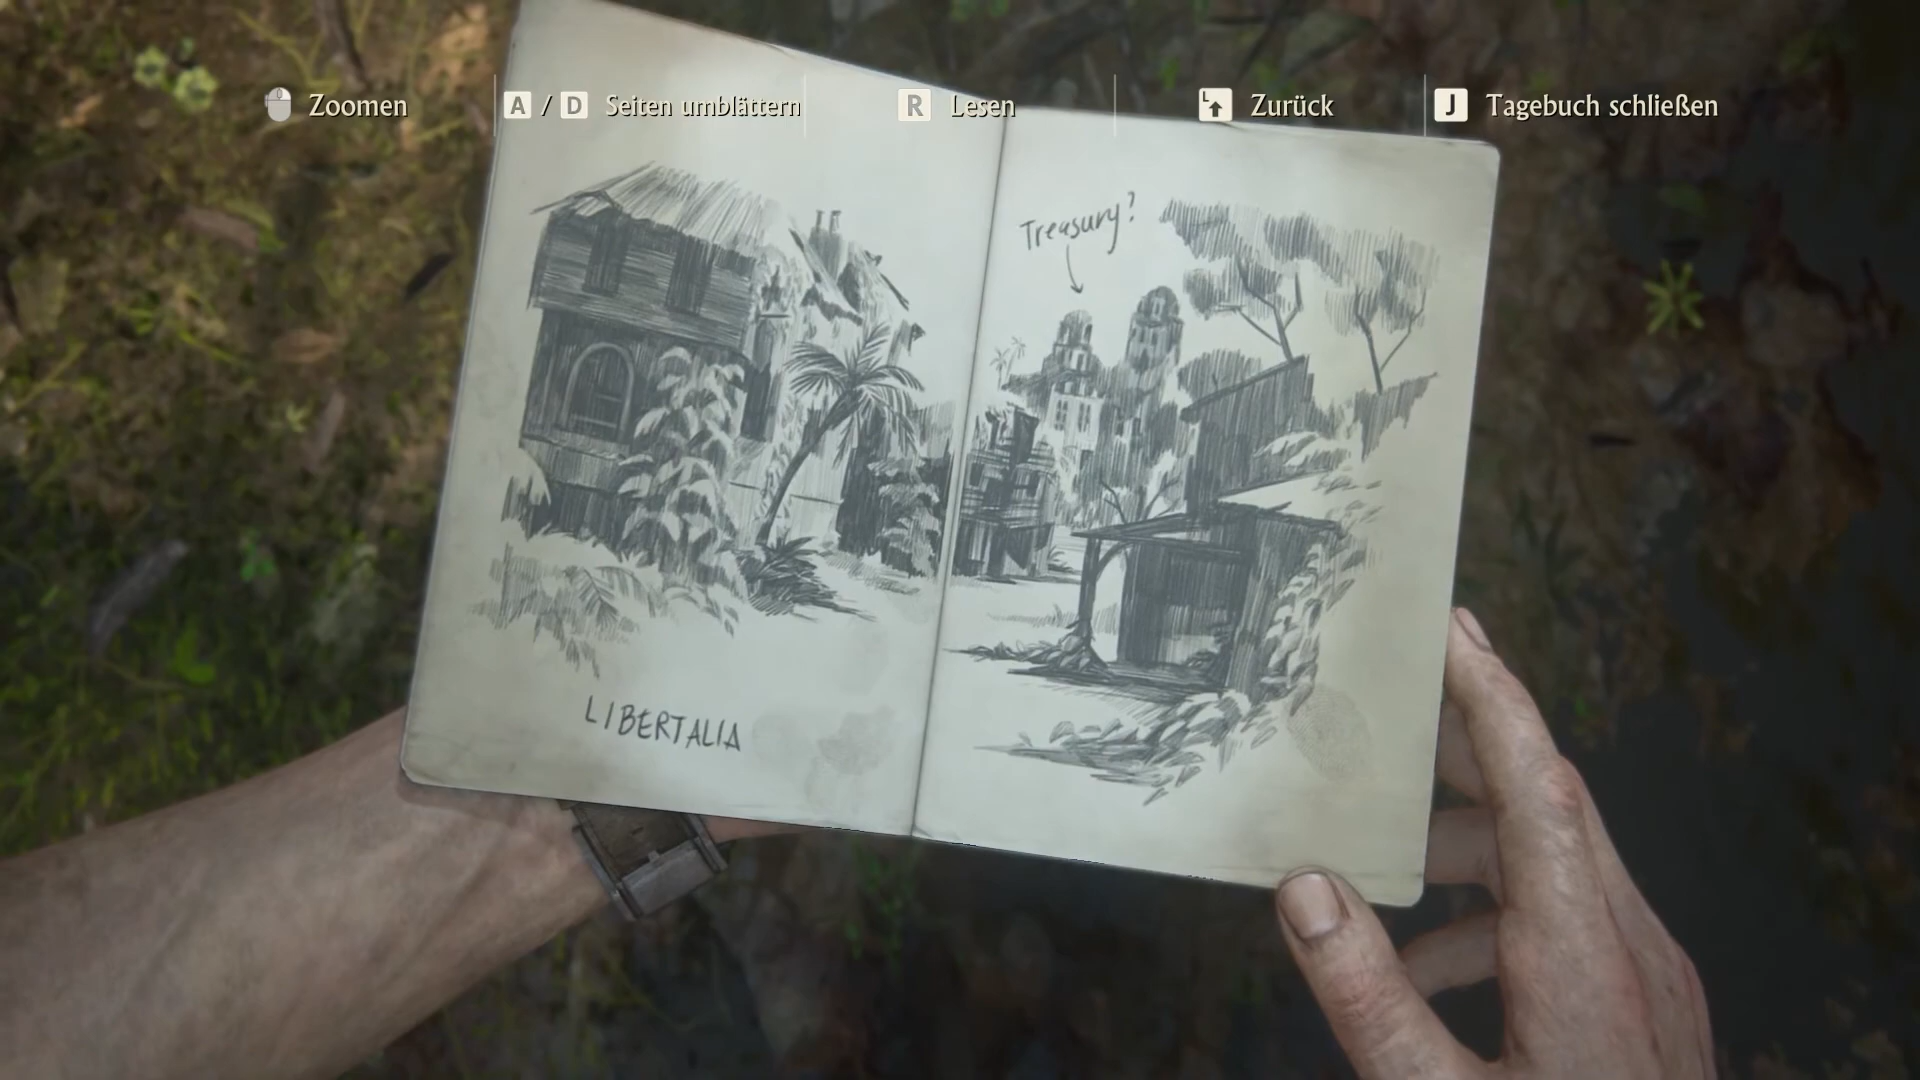 Zoomen
A / D Seiten umblättern
R Lesen
L Zurück
J Tagebuch schließen
Treasury?
LIBERTALIA